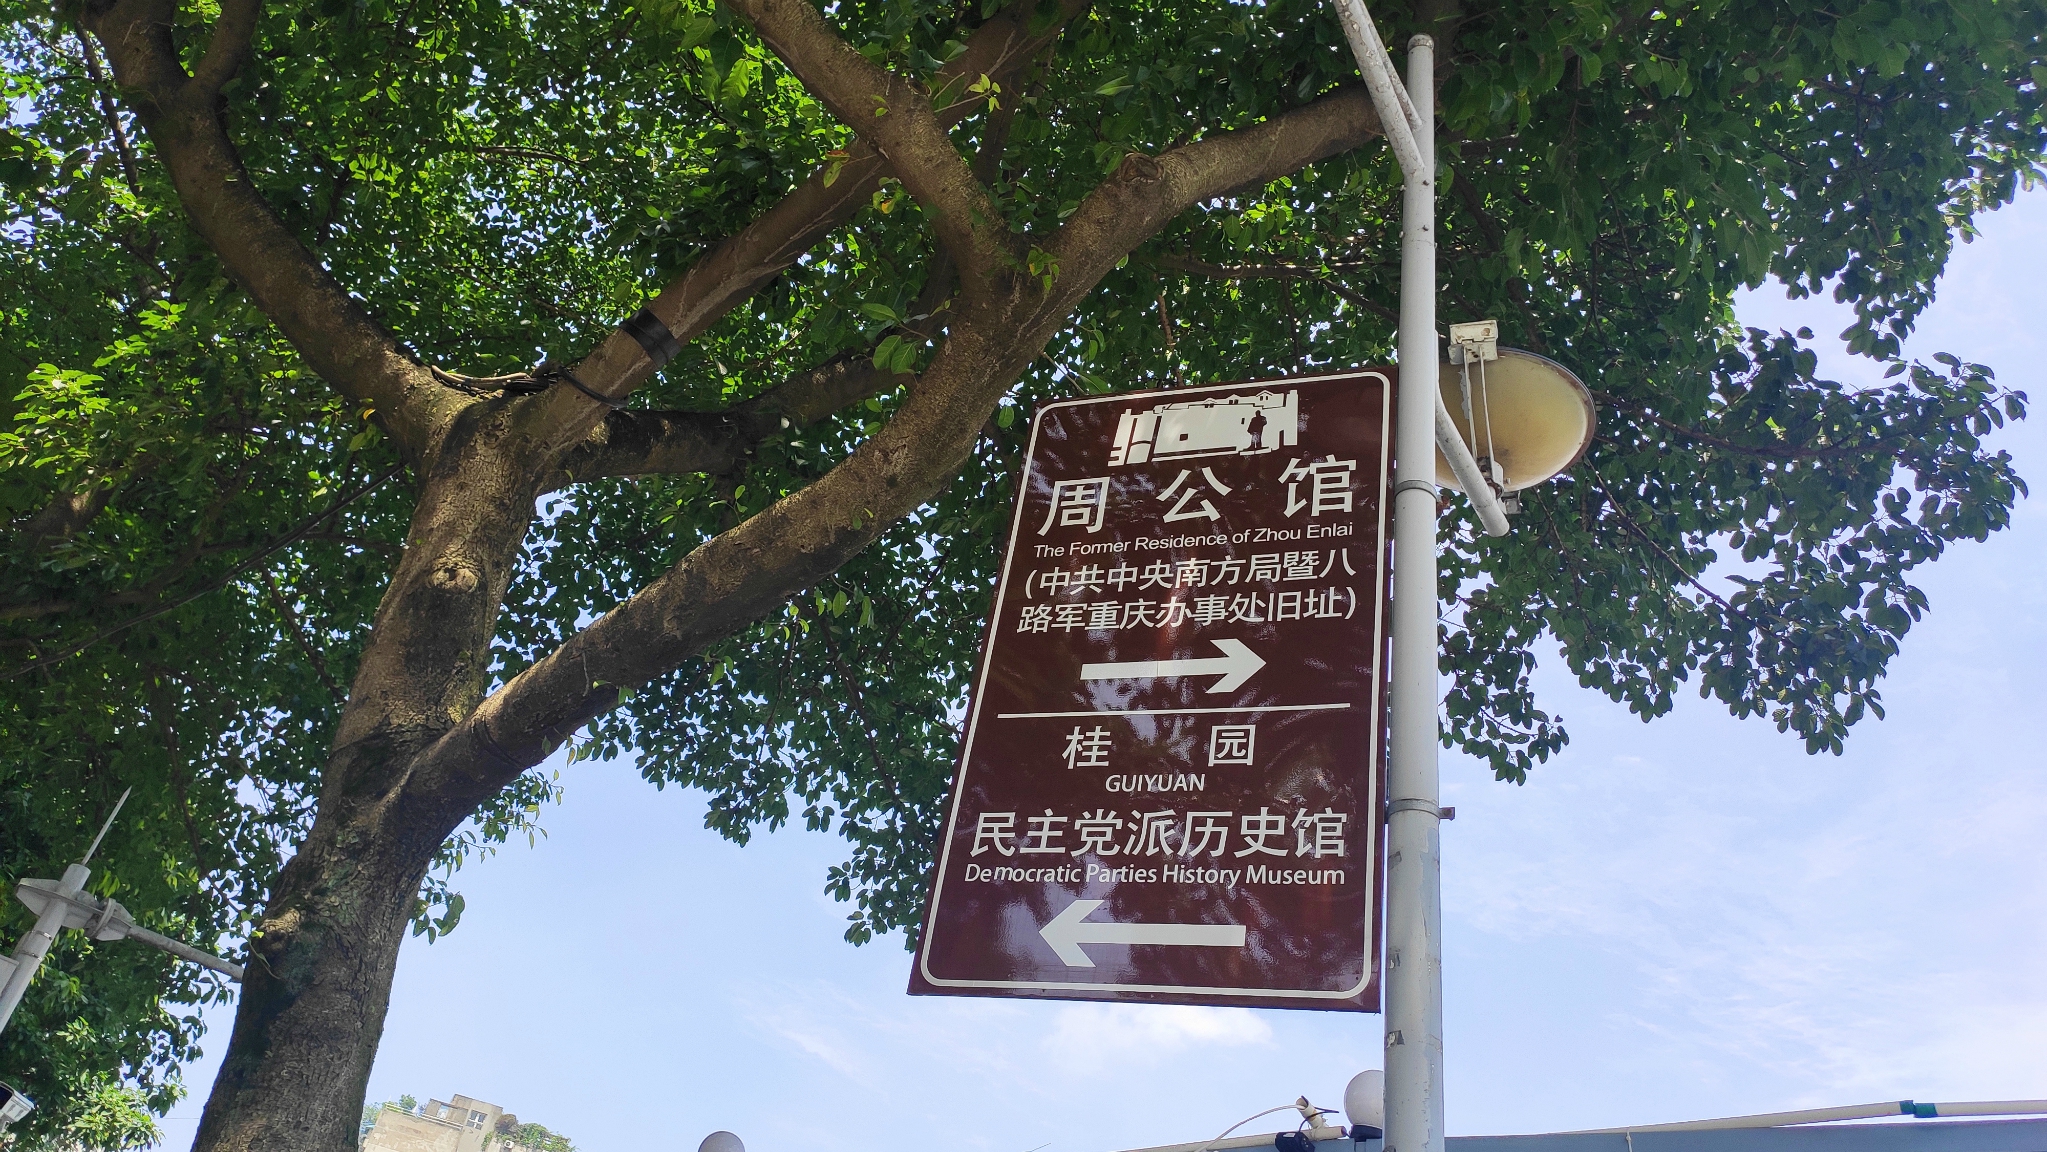 周公馆
The Former Residence of Zhou Enlai
(中共中央南方局暨八
路军重庆办事处旧址)
桂园
GUIYUAN
民主党派历史馆
Democratic Parties History Museum